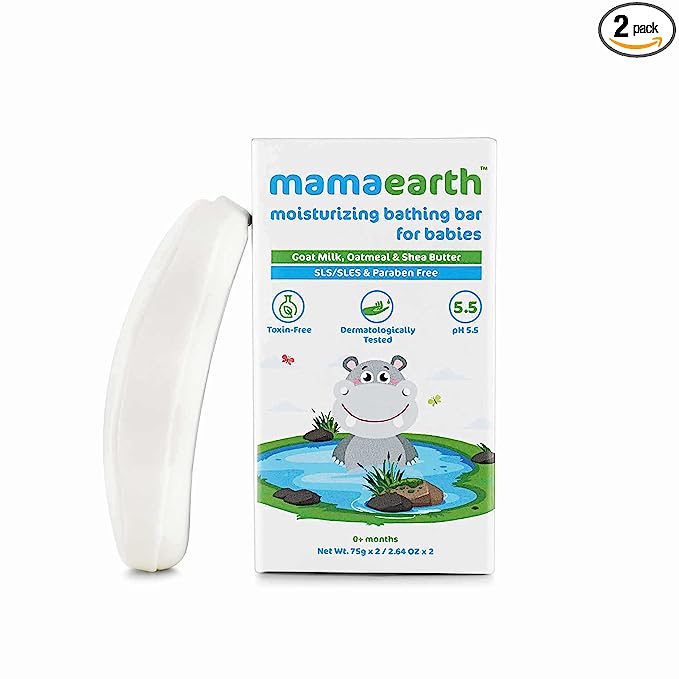 2 pack
mamaearth™
moisturizing bathing bar
for babies
Goat Milk, Oatmeal & Shea Butter
SLS/SLES & Paraben Free
5.5
Toxin-Free
Dermatologically
Tested
pH 5.5
0+ months
Net Wt. 75g x 2 / 2.64 OZ x 2